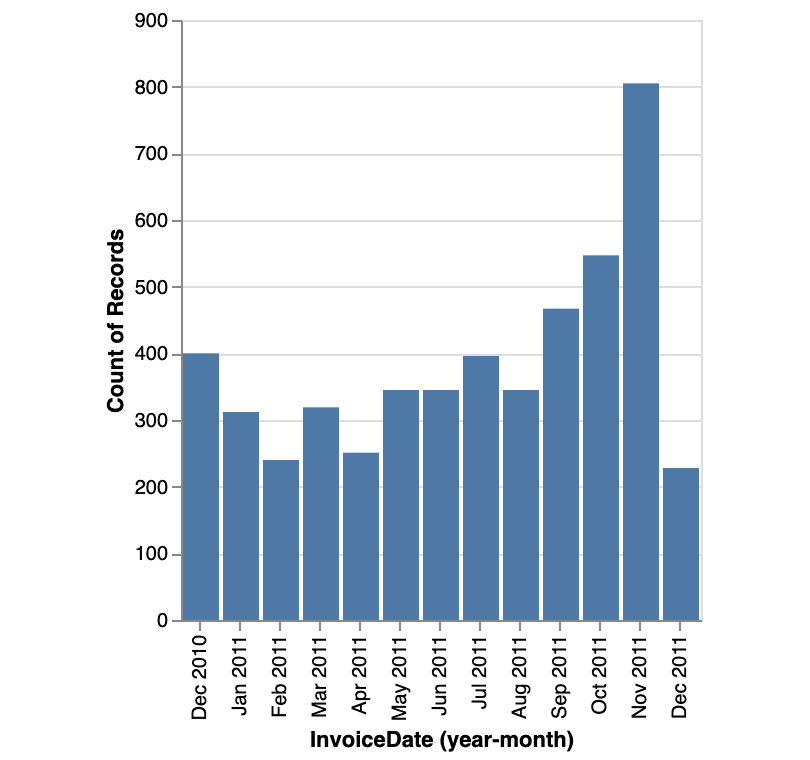 900
800
700
600
500
400
300
200
100
0
Count of Records
Dec 2010
Jan 2011
Feb 2011
Mar 2011
Apr 2011
May 2011
Jun 2011
Jul 2011
Aug 2011
Sep 2011
Oct 2011
Nov 2011
Dec 2011
InvoiceDate (year-month)